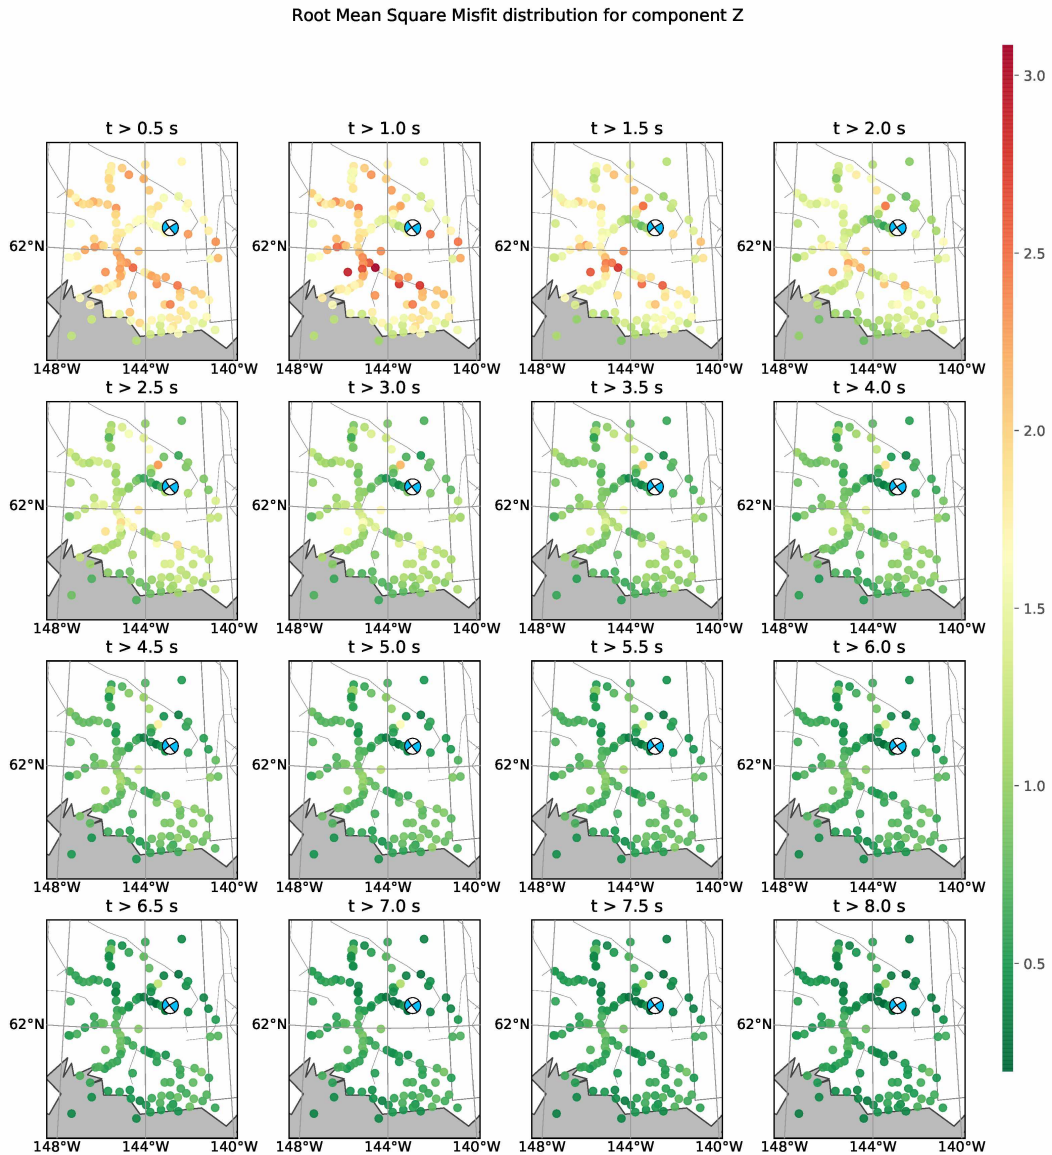 Root Mean Square Misfit distribution for component Z
3.0
2.5
2.0
1.5
1.0
0.5
t > 0.5 s
t > 1.0 s
t > 1.5 s
t > 2.0 s
62°N
62°N
62°N
62°N
148°W
144°W
140°W
148°W
144°W
140°W
148°W
144°W
140°W
148°W
144°W
140°W
t > 2.5 s
t > 3.0 s
t > 3.5 s
t > 4.0 s
62°N
62°N
62°N
62°N
148°W
144°W
140°W
148°W
144°W
140°W
148°W
144°W
140°W
148°W
144°W
140°W
t > 4.5 s
t > 5.0 s
t > 5.5 s
t > 6.0 s
62°N
62°N
62°N
62°N
148°W
144°W
140°W
148°W
144°W
140°W
148°W
144°W
140°W
148°W
144°W
140°W
t > 6.5 s
t > 7.0 s
t > 7.5 s
t > 8.0 s
62°N
62°N
62°N
62°N
148°W
144°W
140°W
148°W
144°W
140°W
148°W
144°W
140°W
148°W
144°W
140°W